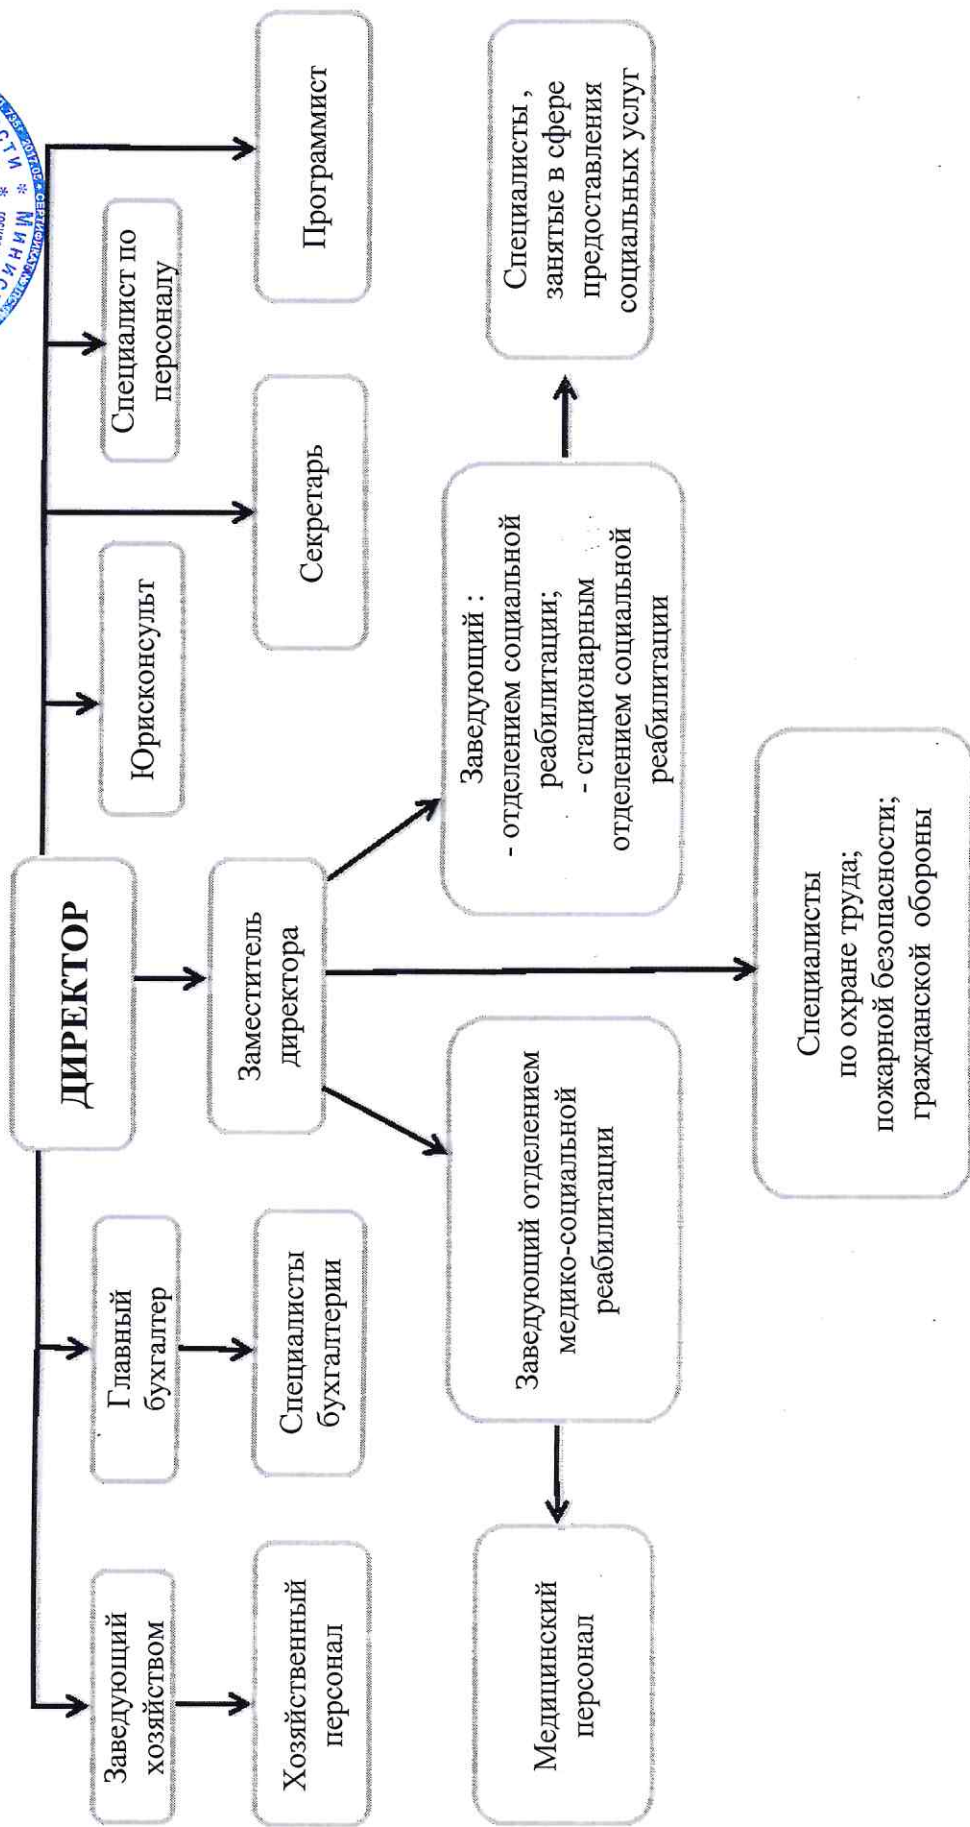 ДИРЕКТОР
Заведующий
хозяйством
Главный
бухгалтер
Юрисконсульт
Специалист по
персоналу
Хозяйственный
персонал
Специалисты
бухгалтерии
Заместитель
директора
Секретарь
Программист
Медицинский
персонал
Заведующий отделением
медико-социальной
реабилитации
Заведующий :
- отделением социальной
реабилитации;
- стационарным
отделением социальной
реабилитации
Специалисты ,
занятые в сфере
предоставления
социальных услуг
Специалисты
по охране труда;
пожарной безопасности;
гражданской обороны